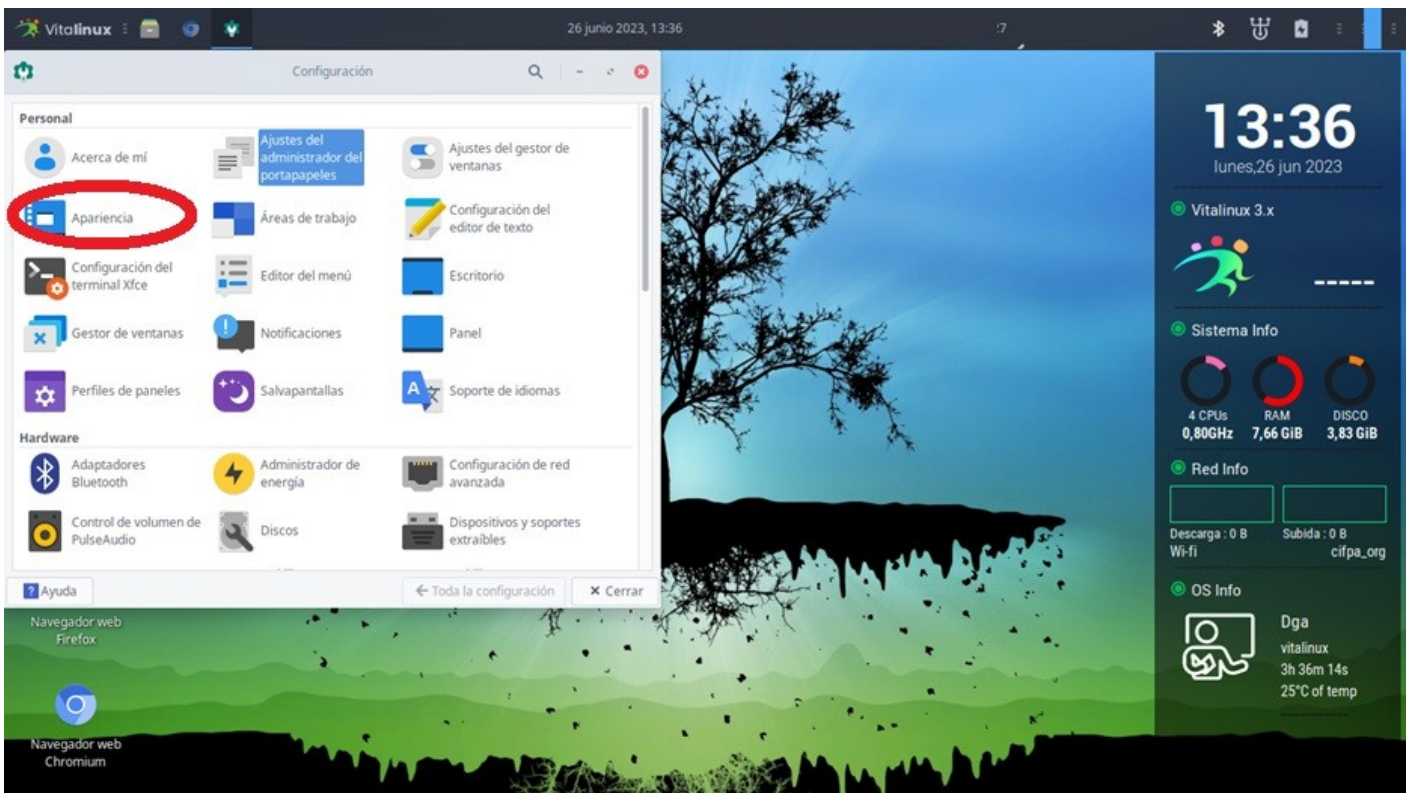 Vitalinux
26 junio 2023, 13:36
:7
Configuración
Personal
Acerca de mí
Ajustes del
administrador del
portapapeles
Ajustes del gestor de
ventanas
Apariencia
Áreas de trabajo
Configuración del
editor de texto
Configuración del
terminal Xfce
Editor del menú
Escritorio
Gestor de ventanas
Notificaciones
Panel
Perfiles de paneles
Salvapantallas
Soporte de idiomas
Hardware
Adaptadores
Bluetooth
Administrador de
energía
Configuración de red
avanzada
Control de volumen de
PulseAudio
Discos
Dispositivos y soportes
extraíbles
? Ayuda
← Toda la configuración
× Cerrar
Navegador web
Firefox
Navegador web
Chromium
13:36
lunes,26 jun 2023
Vitalinux 3.x
-----
Sistema Info
4 CPUs RAM DISCO
0,80GHz 7,66 GiB 3,83 GiB
Red Info
Descarga : 0 B Subida : 0 B
Wi-fi cifpa_org
OS Info
Dga
vitalinux
3h 36m 14s
25°C of temp